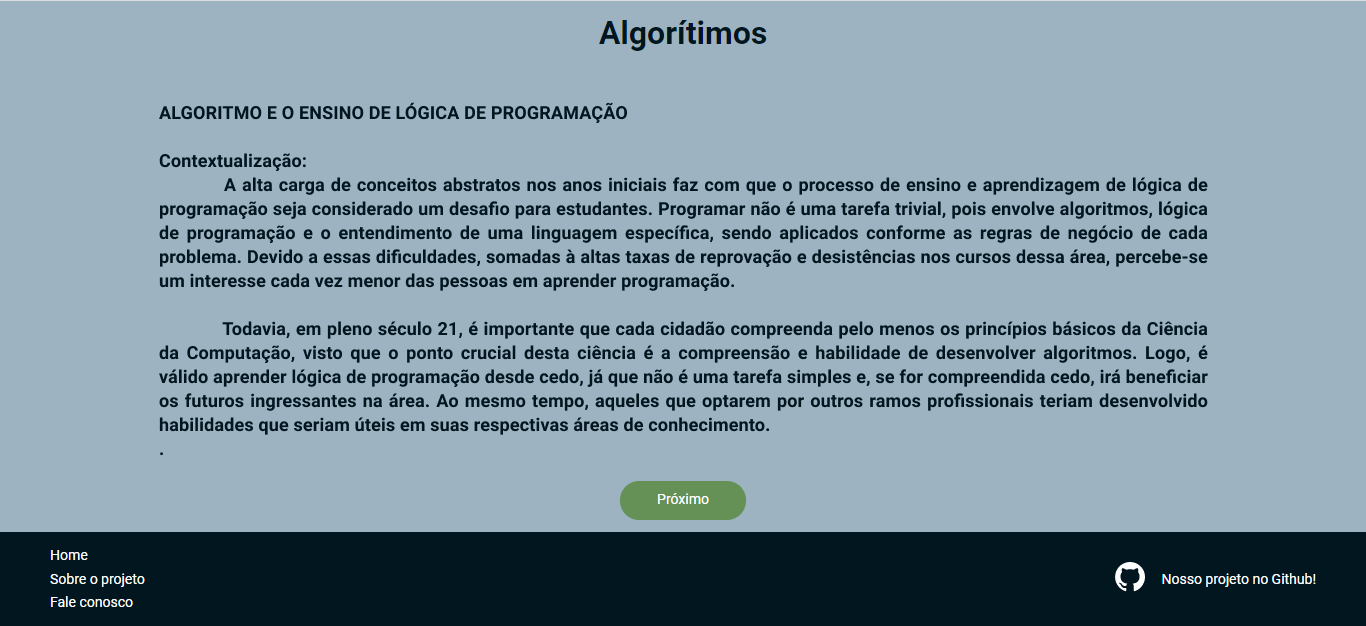 Algorítimos
ALGORITMO E O ENSINO DE LÓGICA DE PROGRAMAÇÃO
Contextualização:
A alta carga de conceitos abstratos nos anos iniciais faz com que o processo de ensino e aprendizagem de lógica de
programação seja considerado um desafio para estudantes. Programar não é uma tarefa trivial, pois envolve algoritmos, lógica
de programação e o entendimento de uma linguagem específica, sendo aplicados conforme as regras de negócio de cada
problema. Devido a essas dificuldades, somadas à altas taxas de reprovação e desistências nos cursos dessa área, percebe-se
um interesse cada vez menor das pessoas em aprender programação.
Todavia, em pleno século 21, é importante que cada cidadão compreenda pelo menos os princípios básicos da Ciência
da Computação, visto que o ponto crucial desta ciência é a compreensão e habilidade de desenvolver algoritmos. Logo, é
válido aprender lógica de programação desde cedo, já que não é uma tarefa simples e, se for compreendida cedo, irá beneficiar
os futuros ingressantes na área. Ao mesmo tempo, aqueles que optarem por outros ramos profissionais teriam desenvolvido
habilidades que seriam úteis em suas respectivas áreas de conhecimento.
.
Próximo
Home
Sobre o projeto
Fale conosco
Nosso projeto no Github!